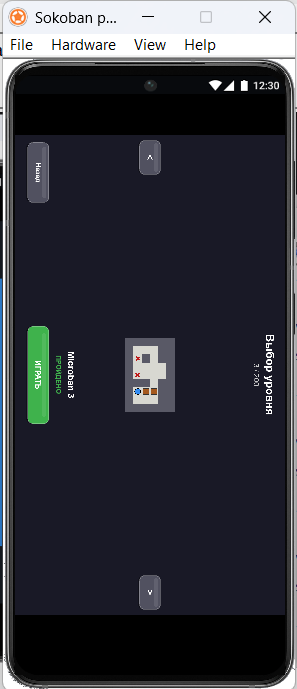 Sokoban p...
File Hardware View Help
12:30
Выбор уровня
3 / 200
<
>
Microban 3
ПРОЙДЕНО
Назад
ИГРАТЬ